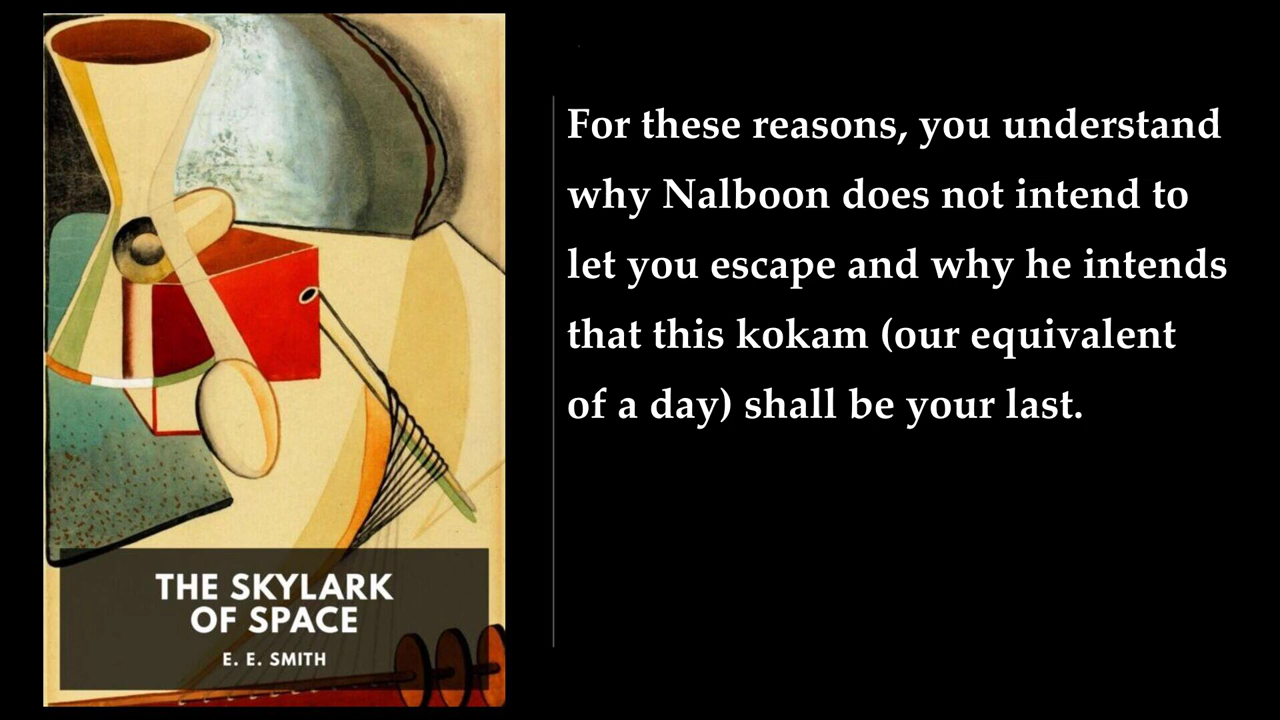 THE SKYLARK
OF SPACE
E. E. SMITH
For these reasons, you understand
why Nalboon does not intend to
let you escape and why he intends
that this kokam (our equivalent
of a day) shall be your last.